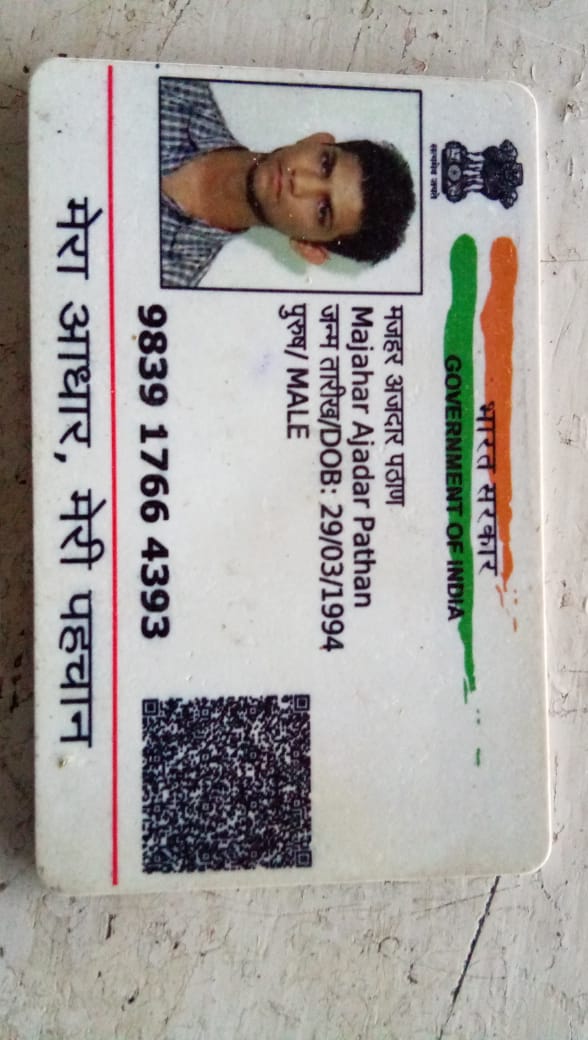 भारत सरकार
GOVERNMENT OF INDIA
सत्यमेव जयते
मजहर अजदार पठाण
Majahar Ajadar Pathan
जन्म तारीख/DOB: 29/03/1994
पुरुष/ MALE
9839 1766 4393
मेरा आधार, मेरी पहचान